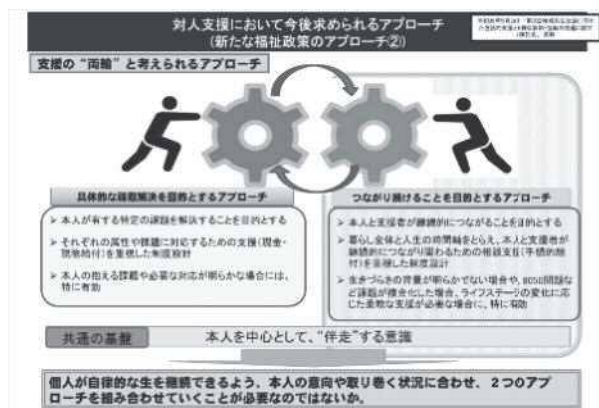 対人支援において今後求められるアプローチ
(新たな福祉政策のアプローチ②)
支援の“両輪”と考えられるアプローチ
具体的な課題解決を目的とするアプローチ
➢ 本人が有する特定の課題を解決することを目的とする
➢ それぞれの属性や課題に対応するための支援(現金・
現物給付)を重視した制度設計
➢ 本人の抱える課題や必要な対応が明らかな場合には、
特に有効
つながり続けることを目的とするアプローチ
➢ 本人と支援者が継続的につながることを目的とする
➢ 暮らし全体と人生の時間軸をとらえ、本人と支援者が
継続的につながり関わるための相談支援(手続的給
付)を重視した制度設計
➢ 生きづらさの背景が明らかでない場合や、8050問題な
ど課題が複合化した場合、ライフステージの変化に応
じた柔軟な支援が必要な場合に、特に有効
共通の基盤
本人を中心として、“伴走”する意識
個人が自律的な生を継続できるよう、本人の意向や取り巻く状況に合わせ、2つのアプ
ローチを組み合わせていくことが必要なのではないか。